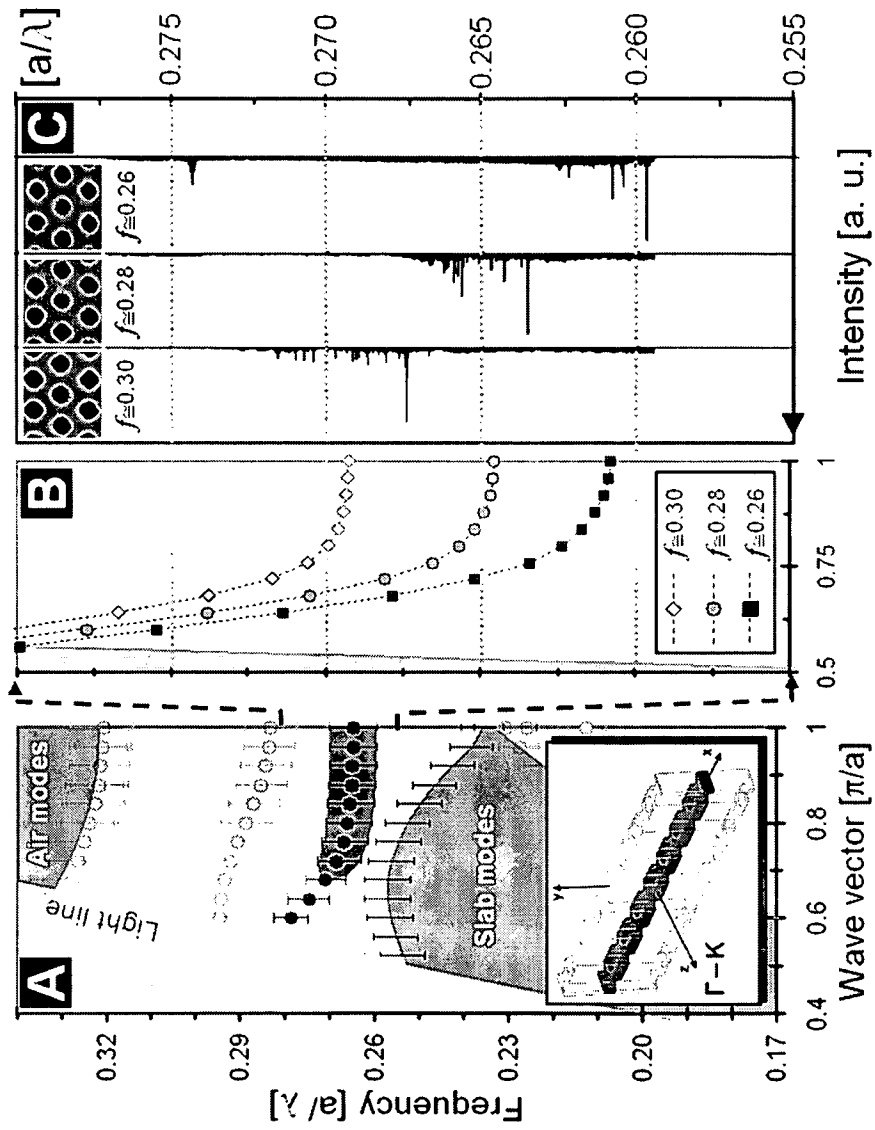 A
Frequency [a/λ]
0.32
0.29
0.26
0.23
0.20
0.17
Air modes
Light line
Slab modes
y
z
x
Γ−K
0.4
0.6
0.8
1
Wave vector [π/a]
B
f≅0.30
f≅0.28
f≅0.26
0.5
0.75
1
C
f≅0.30
f≅0.28
f≅0.26
Intensity [a. u.]
[a/λ]
0.275
0.270
0.265
0.260
0.255